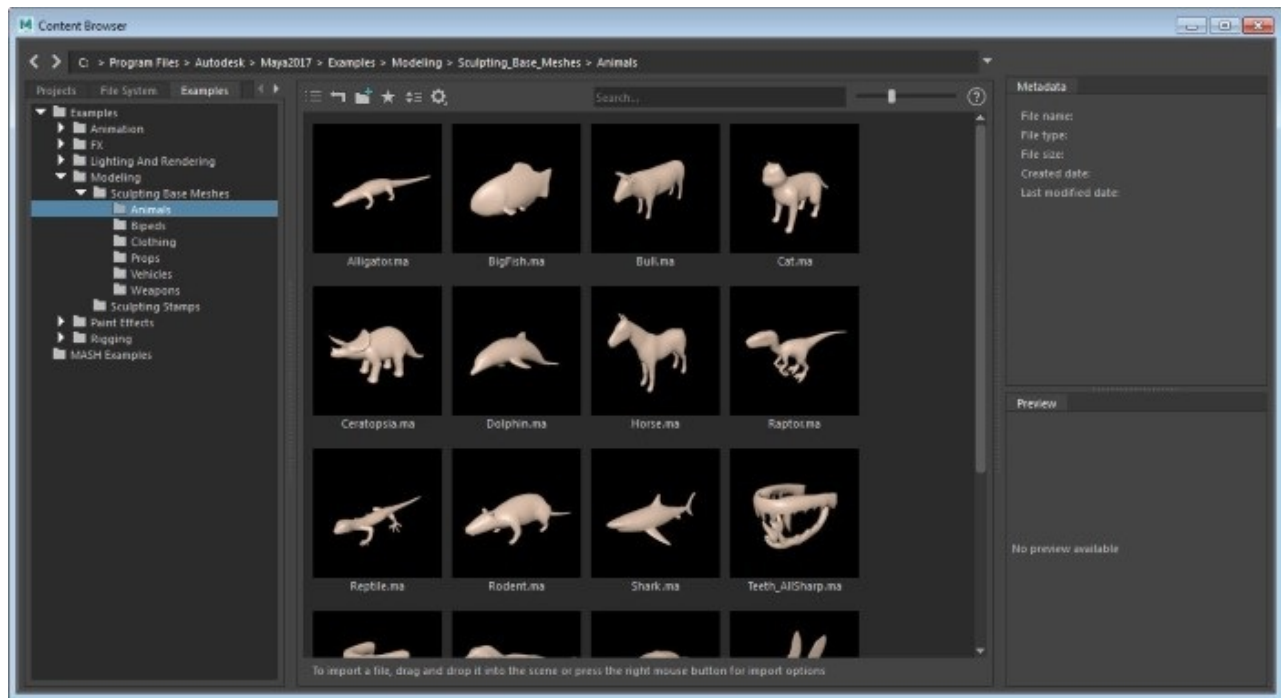 Content Browser
C: > Program Files > Autodesk > Maya2017 > Examples > Modeling > Sculpting_Base_Meshes > Animals
Projects File System Examples
Examples
Animation
FX
Lighting And Rendering
Modeling
Sculpting Base Meshes
Animals
Bipeds
Clothing
Props
Vehicles
Weapons
Sculpting Stamps
Paint Effects
Rigging
MASH Examples
Search...
Alligator.ma BigFish.ma Bull.ma Cat.ma
Ceratopsia.ma Dolphin.ma Horse.ma Raptor.ma
Reptile.ma Rodent.ma Shark.ma Teeth_AllSharp.ma
To import a file, drag and drop it into the scene or press the right mouse button for import options
Metadata
File name:
File type:
File size:
Created date:
Last modified date:
Preview
No preview available